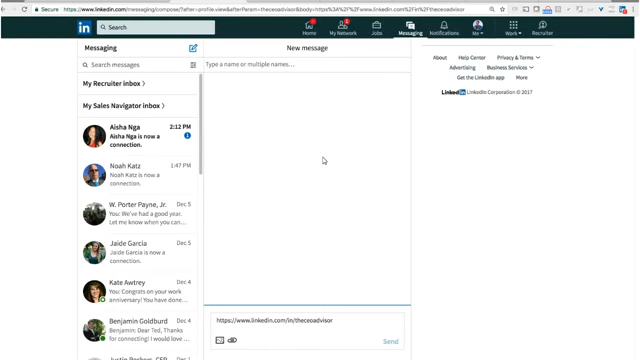 Secure
https://www.linkedin.com/messaging/compose/?after=profile.view&afterParam=theceoadvisor&body=https%3A%2F%2Fwww.linkedin.com%2Fin%2Ftheceoadvisor
in
Search
Home
My Network
Jobs
Messaging
Notifications
Me
Work
Recruiter
Messaging
New message
Search messages
Type a name or multiple names...
My Recruiter inbox
My Sales Navigator inbox
Aisha Nga 2:12 PM
Aisha Nga is now a 1
connection.
Noah Katz 1:47 PM
Noah Katz is now a
connection.
W. Porter Payne, Jr. Dec 5
You: We've had a good year.
Let me know when you can...
Jaide Garcia Dec 5
Jaide Garcia is now a
connection.
Kate Awtrey Dec 4
You: Congrats on your work
anniversary! You have done...
Benjamin Goldburd Dec 4
Benjamin: Dear Ted, Thanks
for connecting! I would love ...
https://www.linkedin.com/in/theceoadvisor
Send
About Help Center Privacy & Terms
Advertising Business Services
Get the LinkedIn app More
LinkedIn LinkedIn Corporation © 2017